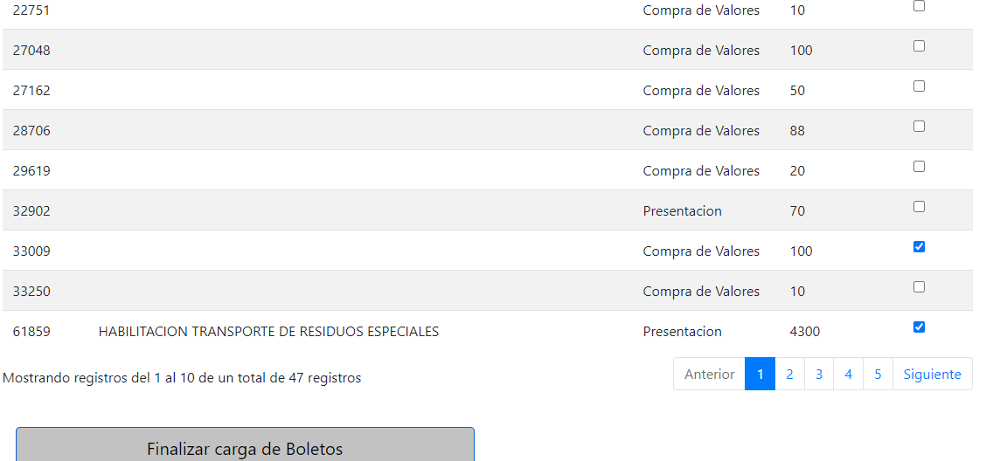 22751 Compra de Valores 10
27048 Compra de Valores 100
27162 Compra de Valores 50
28706 Compra de Valores 88
29619 Compra de Valores 20
32902 Presentacion 70
33009 Compra de Valores 100
33250 Compra de Valores 10
61859 HABILITACION TRANSPORTE DE RESIDUOS ESPECIALES Presentacion 4300
Mostrando registros del 1 al 10 de un total de 47 registros Anterior 1 2 3 4 5 Siguiente
Finalizar carga de Boletos